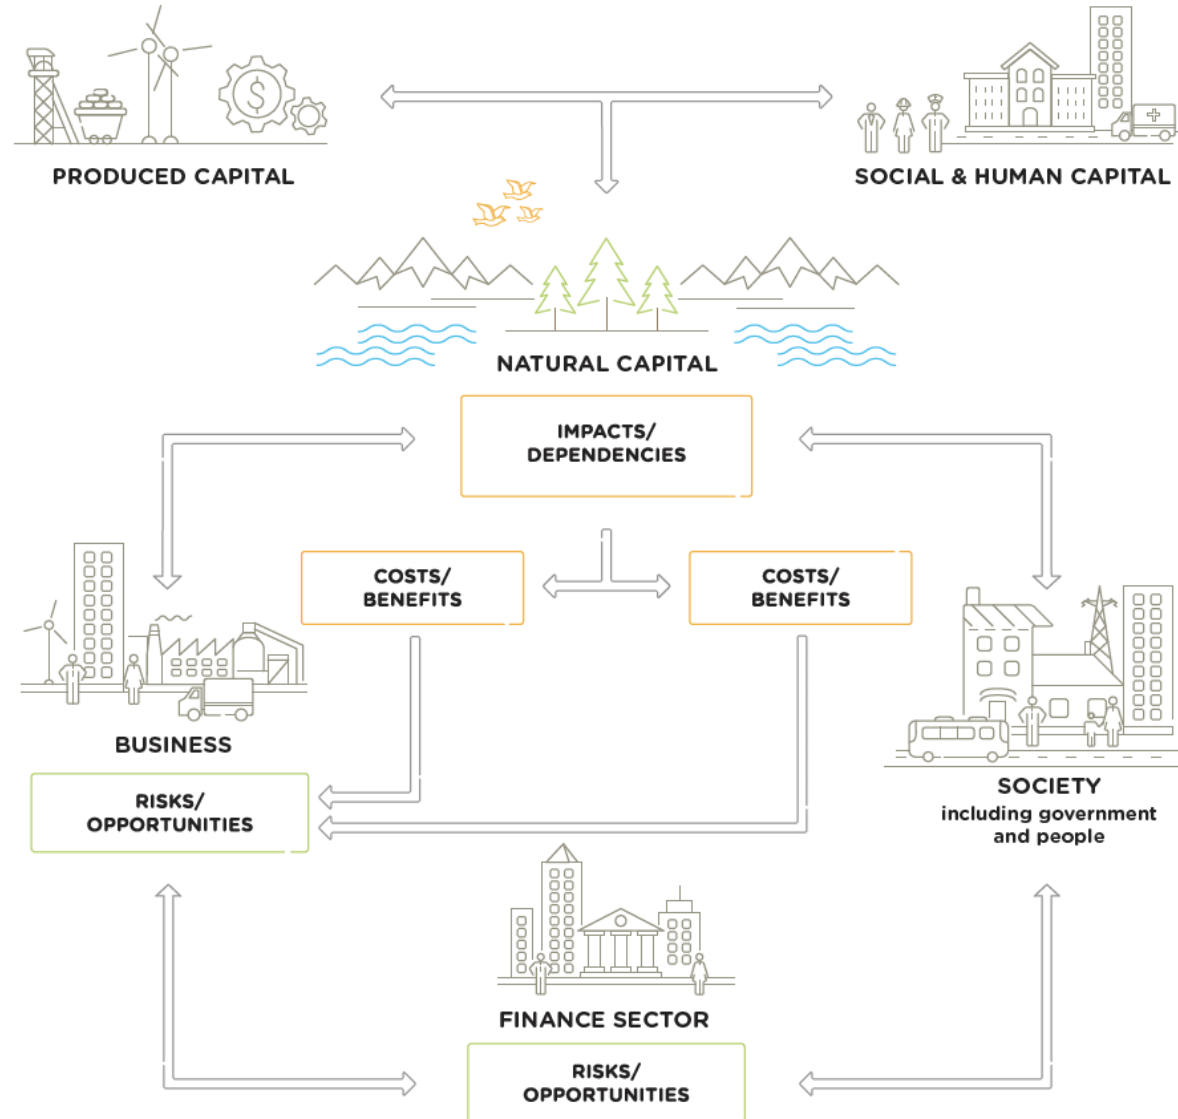 $
PRODUCED CAPITAL
SOCIAL & HUMAN CAPITAL
NATURAL CAPITAL
IMPACTS/
DEPENDENCIES
COSTS/
BENEFITS
COSTS/
BENEFITS
BUSINESS
RISKS/
OPPORTUNITIES
SOCIETY
including government
and people
FINANCE SECTOR
RISKS/
OPPORTUNITIES